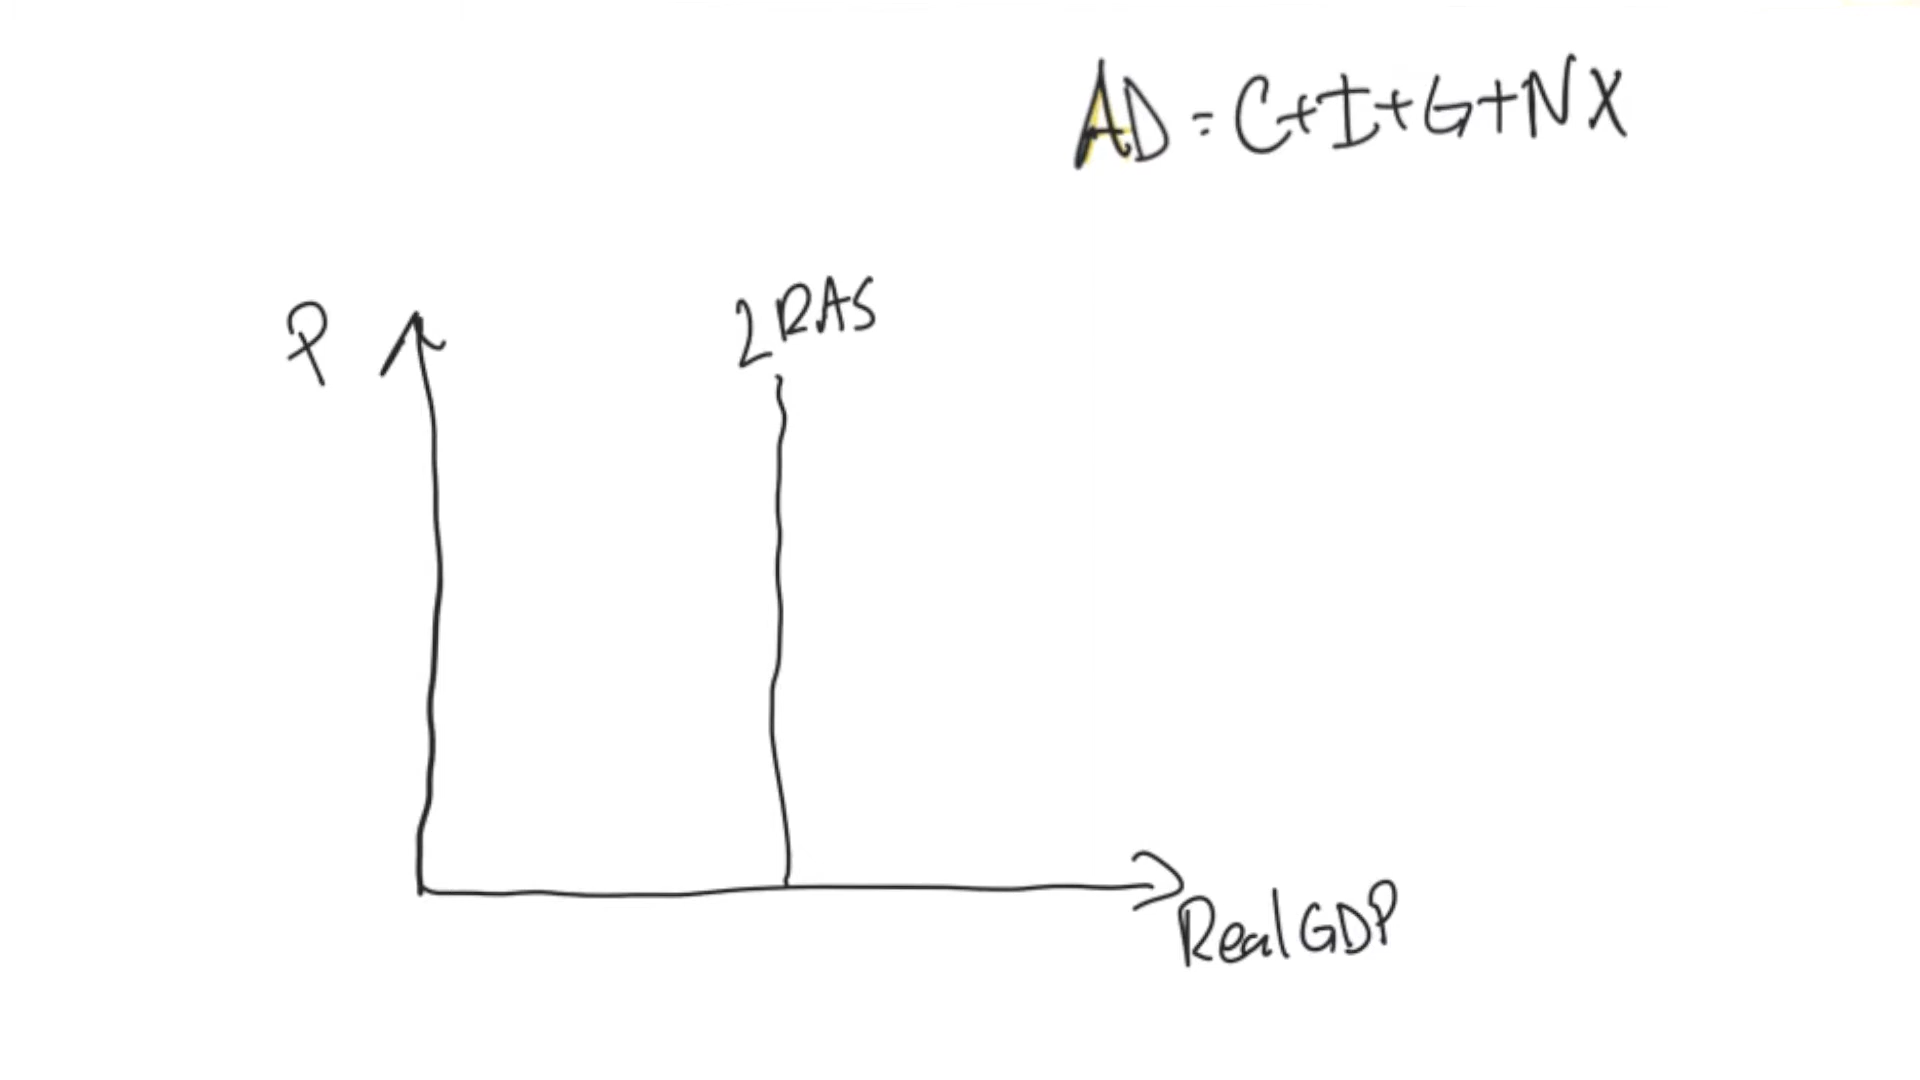 AD = C+I+G+NX
P
LRAS
Real GDP